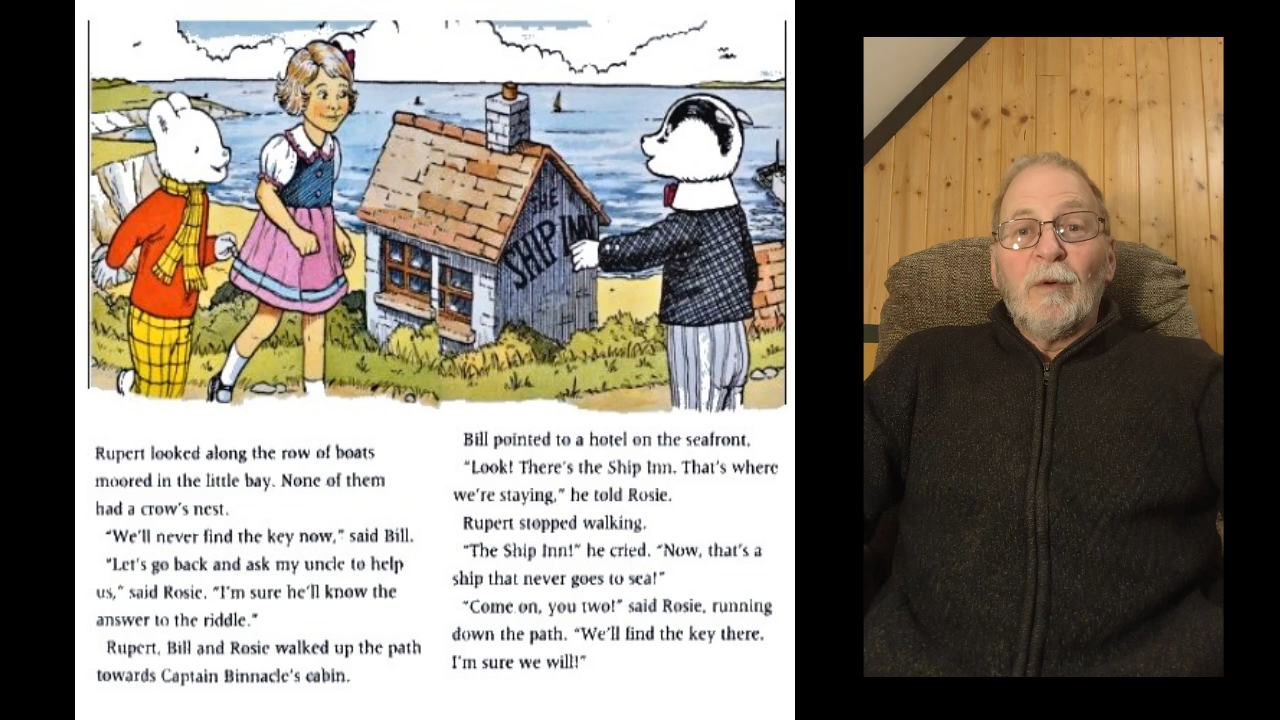 THE
SHIP INN
Rupert looked along the row of boats
moored in the little bay. None of them
had a crow's nest.
"We'll never find the key now," said Bill.
"Let's go back and ask my uncle to help
us," said Rosie. "I'm sure he'll know the
answer to the riddle."
Rupert, Bill and Rosie walked up the path
towards Captain Binnacle's cabin.
Bill pointed to a hotel on the seafront.
"Look! There's the Ship Inn. That's where
we're staying," he told Rosie.
Rupert stopped walking.
"The Ship Inn!" he cried. "Now, that's a
ship that never goes to sea!"
"Come on, you two!" said Rosie, running
down the path. "We'll find the key there.
I'm sure we will!"